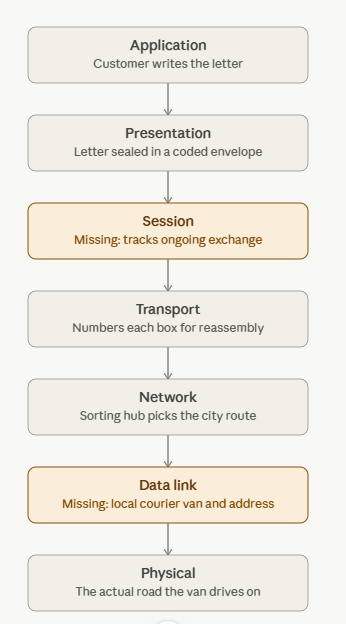 Application
Customer writes the letter
Presentation
Letter sealed in a coded envelope
Session
Missing: tracks ongoing exchange
Transport
Numbers each box for reassembly
Network
Sorting hub picks the city route
Data link
Missing: local courier van and address
Physical
The actual road the van drives on